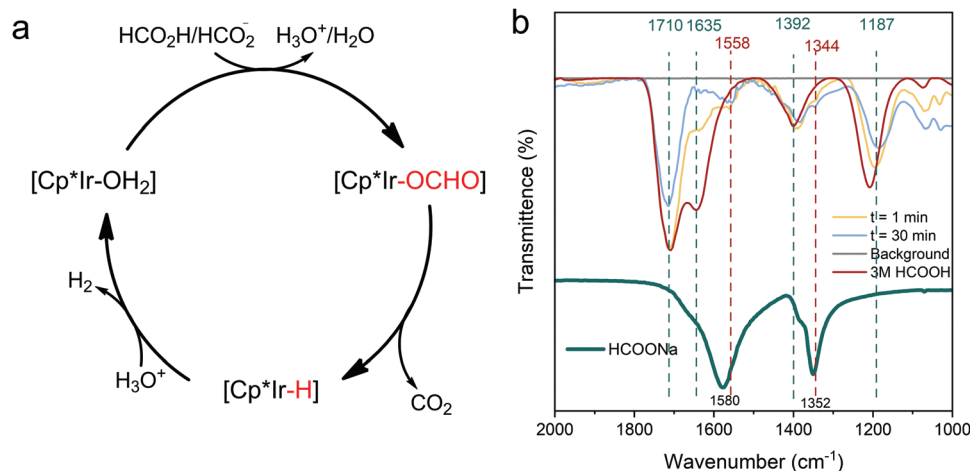 a
HCO₂H/HCO₂⁻ H₃O⁺/H₂O
[Cp*Ir-OH₂]
[Cp*Ir-OCHO]
H₂
H₃O⁺
[Cp*Ir-H]
CO₂
b
1710 1635 1392 1187
1558 1344
Transmittence (%)
t = 1 min
t = 30 min
Background
3M HCOOH
HCOONa
1580 1352
2000 1800 1600 1400 1200 1000
Wavenumber (cm⁻¹)